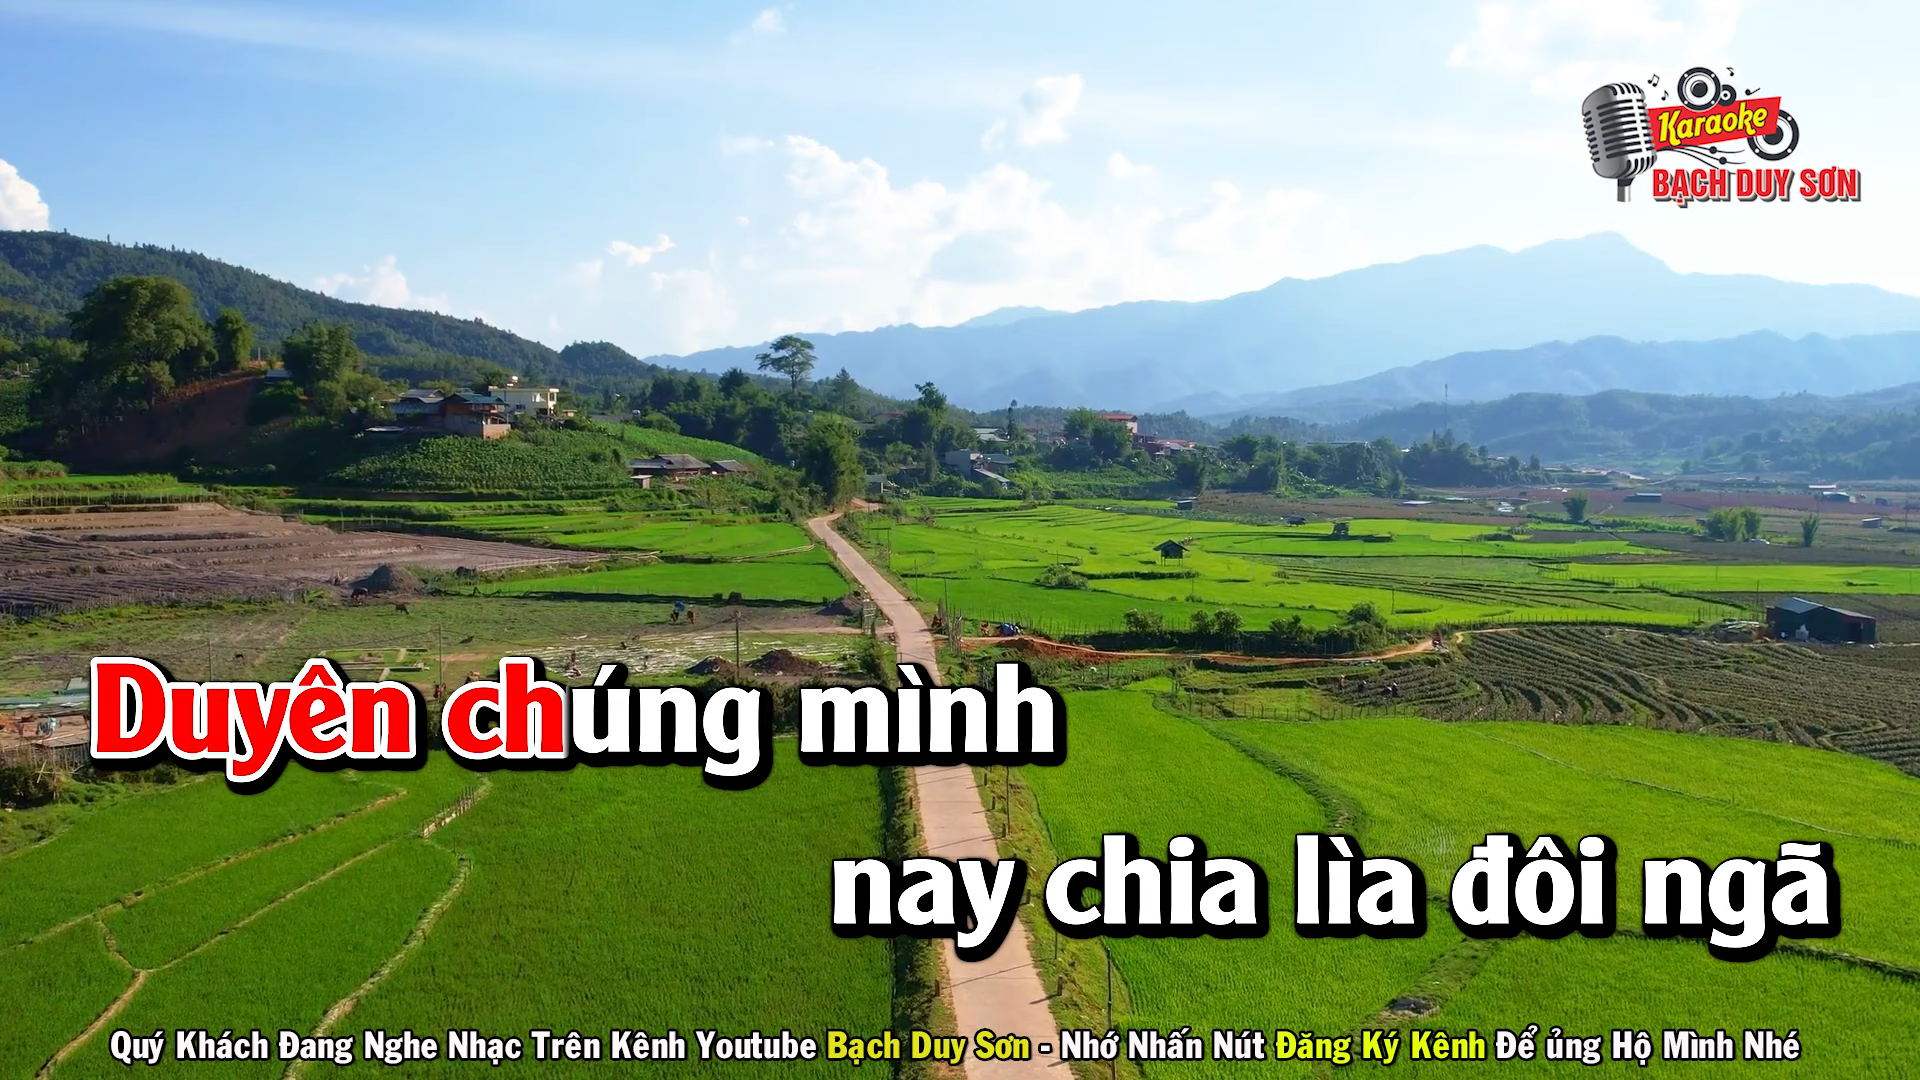 Karaoke
BẠCH DUY SƠN
Duyên chúng mình
nay chia lìa đôi ngã
Quý Khách Đang Nghe Nhạc Trên Kênh Youtube Bạch Duy Sơn - Nhớ Nhấn Nút Đăng Ký Kênh Để ủng Hộ Mình Nhé